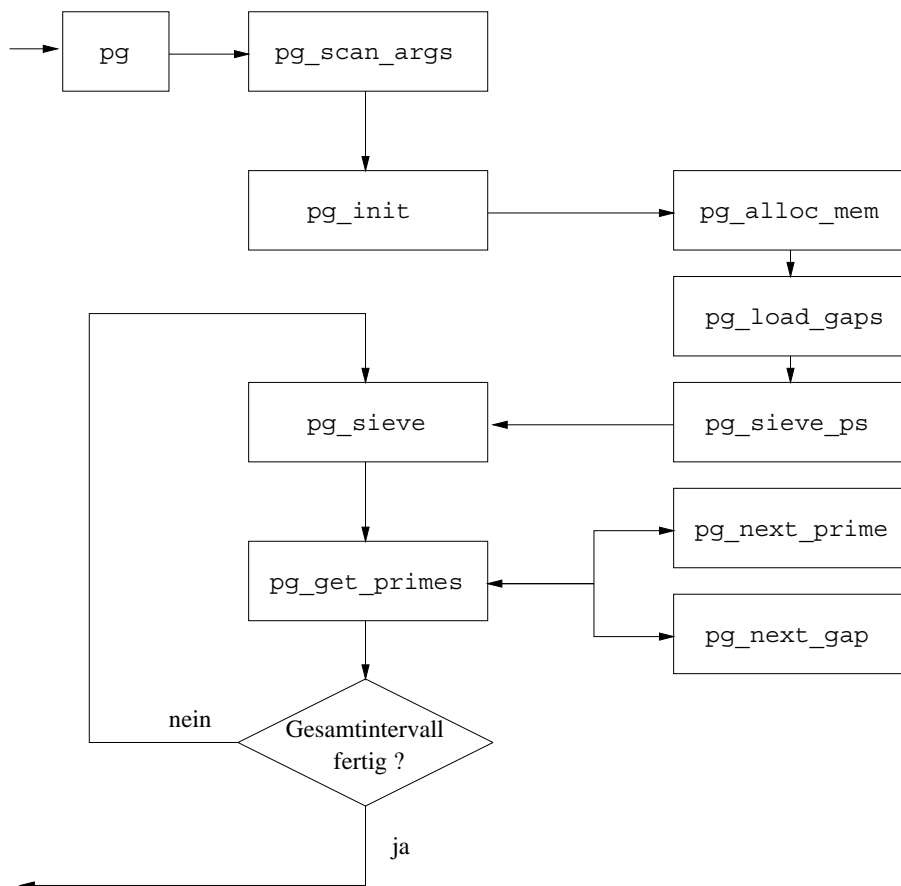 pg
pg_scan_args
pg_init
pg_alloc_mem
pg_load_gaps
pg_sieve
pg_sieve_ps
pg_next_prime
pg_get_primes
pg_next_gap
nein
Gesamtintervall
fertig ?
ja